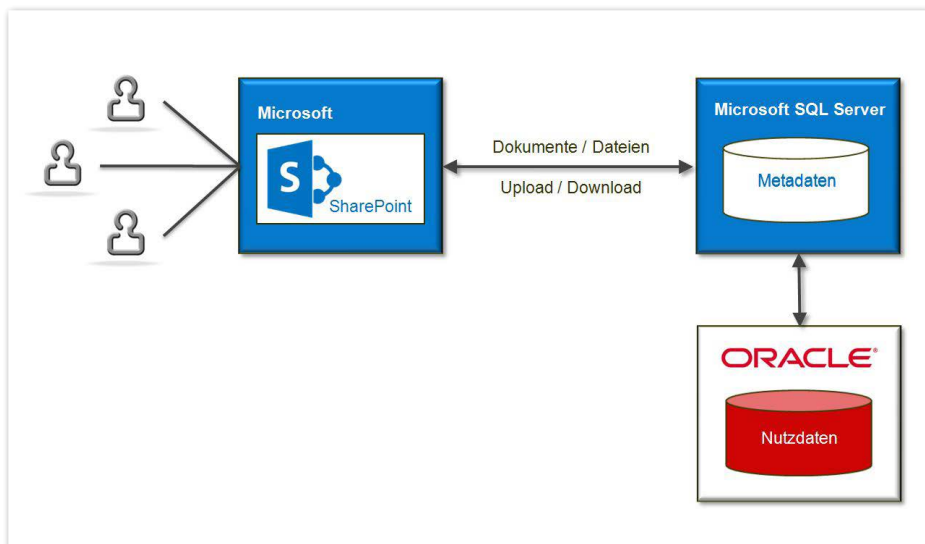 Microsoft
S
SharePoint
Dokumente / Dateien
Upload / Download
Microsoft SQL Server
Metadaten
ORACLE®
Nutzdaten